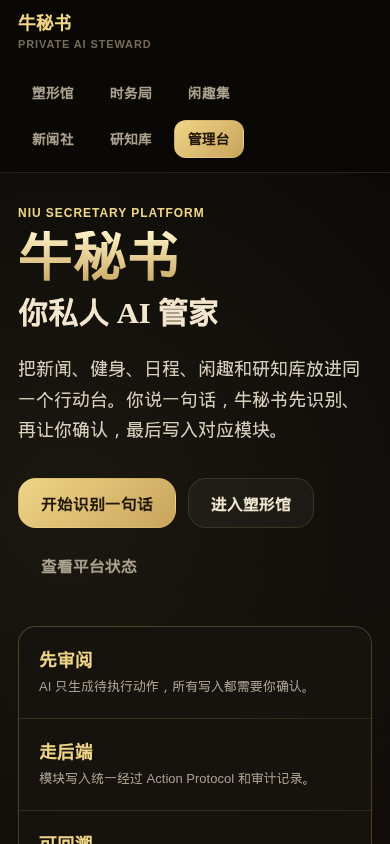 牛秘书
PRIVATE AI STEWARD
塑形馆 时务局 闲趣集
新闻社 研知库 管理台
NIU SECRETARY PLATFORM
牛秘书
你私人 AI 管家
把新闻、健身、日程、闲趣和研知库放进同
一个行动台。你说一句话，牛秘书先识别、
再让你确认，最后写入对应模块。
开始识别一句话 进入塑形馆
查看平台状态
先审阅
AI 只生成待执行动作，所有写入都需要你确认。
走后端
模块写入统一经过 Action Protocol 和审计记录。
可回溯